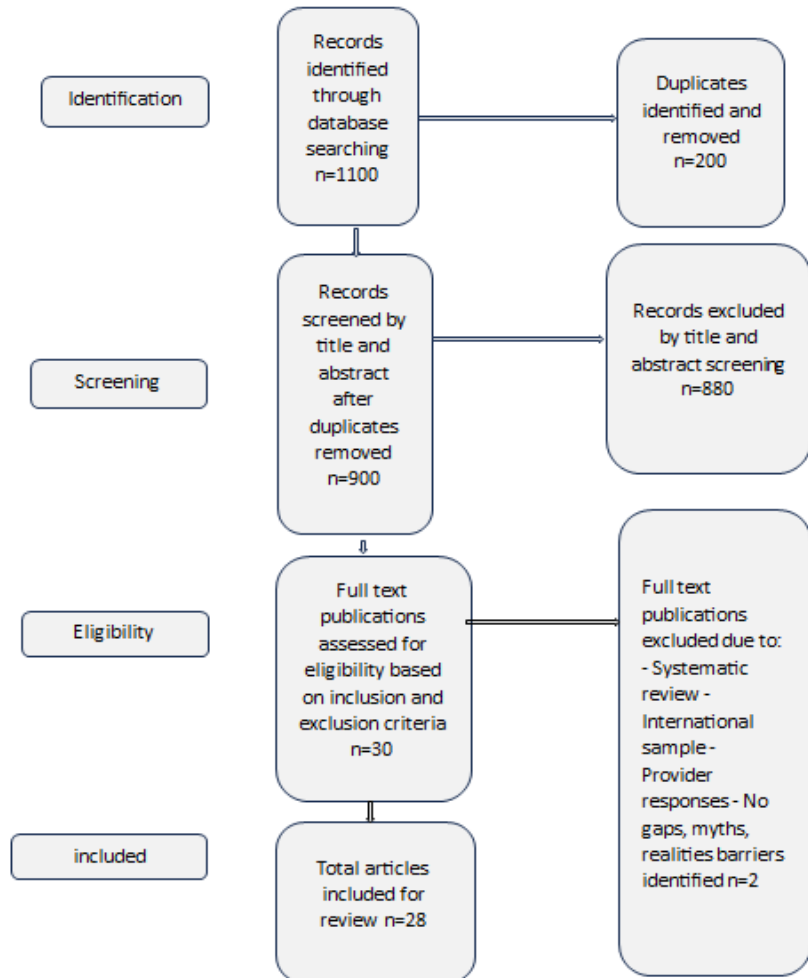 Identification
Records
identified
through
database
searching
n=1100
Duplicates
identified and
removed
n=200
Screening
Records
screened by
title and
abstract
after
duplicates
removed
n=900
Records excluded
by title and
abstract screening
n=880
Eligibility
Full text
publications
assessed for
eligibility based
on inclusion and
exclusion criteria
n=30
Full text
publications
excluded due to:
- Systematic
review -
International
sample -
Provider
responses - No
gaps, myths,
realities barriers
identified n=2
included
Total articles
included for
review n=28